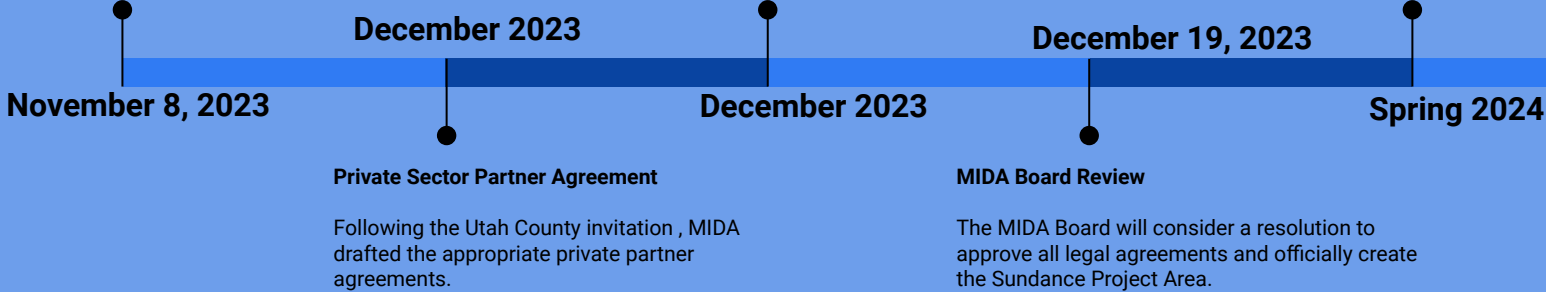 December 2023
December 19, 2023
November 8, 2023
December 2023
Spring 2024
Private Sector Partner Agreement
Following the Utah County invitation , MIDA
drafted the appropriate private partner
agreements.
MIDA Board Review
The MIDA Board will consider a resolution to
approve all legal agreements and officially create
the Sundance Project Area.